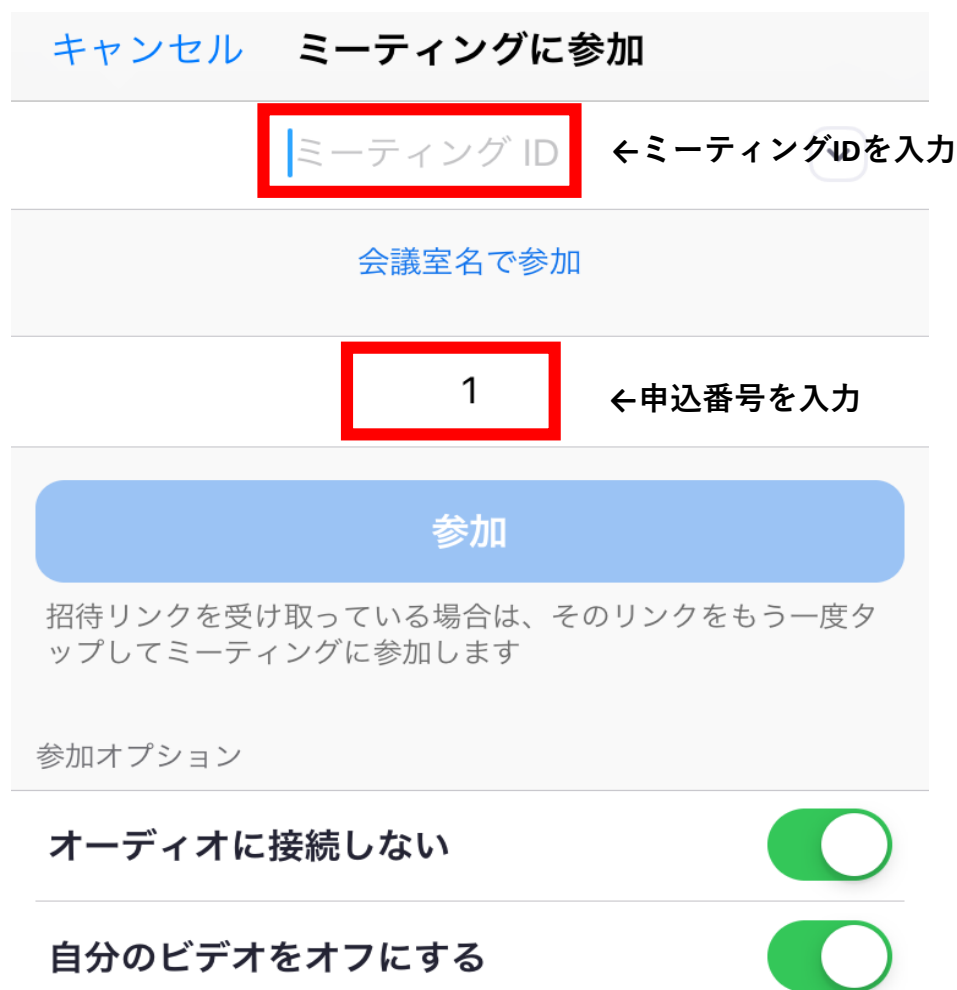 キャンセル ミーティングに参加
ミーティング ID ←ミーティングIDを入力
会議室名で参加
1 ←申込番号を入力
参加
招待リンクを受け取っている場合は、そのリンクをもう一度タ
ップしてミーティングに参加します
参加オプション
オーディオに接続しない
自分のビデオをオフにする